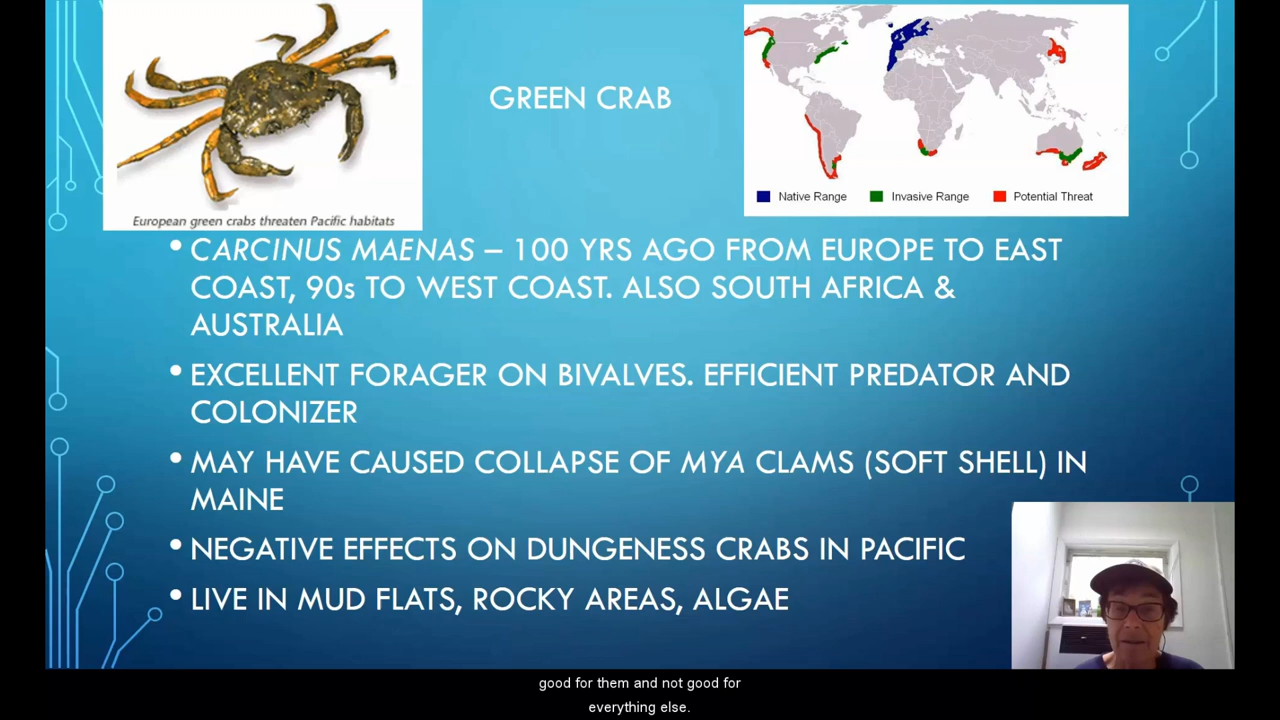 GREEN CRAB
European green crabs threaten Pacific habitats
Native Range
Invasive Range
Potential Threat
• CARCINUS MAENAS – 100 YRS AGO FROM EUROPE TO EAST
COAST, 90s TO WEST COAST. ALSO SOUTH AFRICA &
AUSTRALIA
• EXCELLENT FORAGER ON BIVALVES. EFFICIENT PREDATOR AND
COLONIZER
• MAY HAVE CAUSED COLLAPSE OF MYA CLAMS (SOFT SHELL) IN
MAINE
• NEGATIVE EFFECTS ON DUNGENESS CRABS IN PACIFIC
• LIVE IN MUD FLATS, ROCKY AREAS, ALGAE
good for them and not good for
everything else.